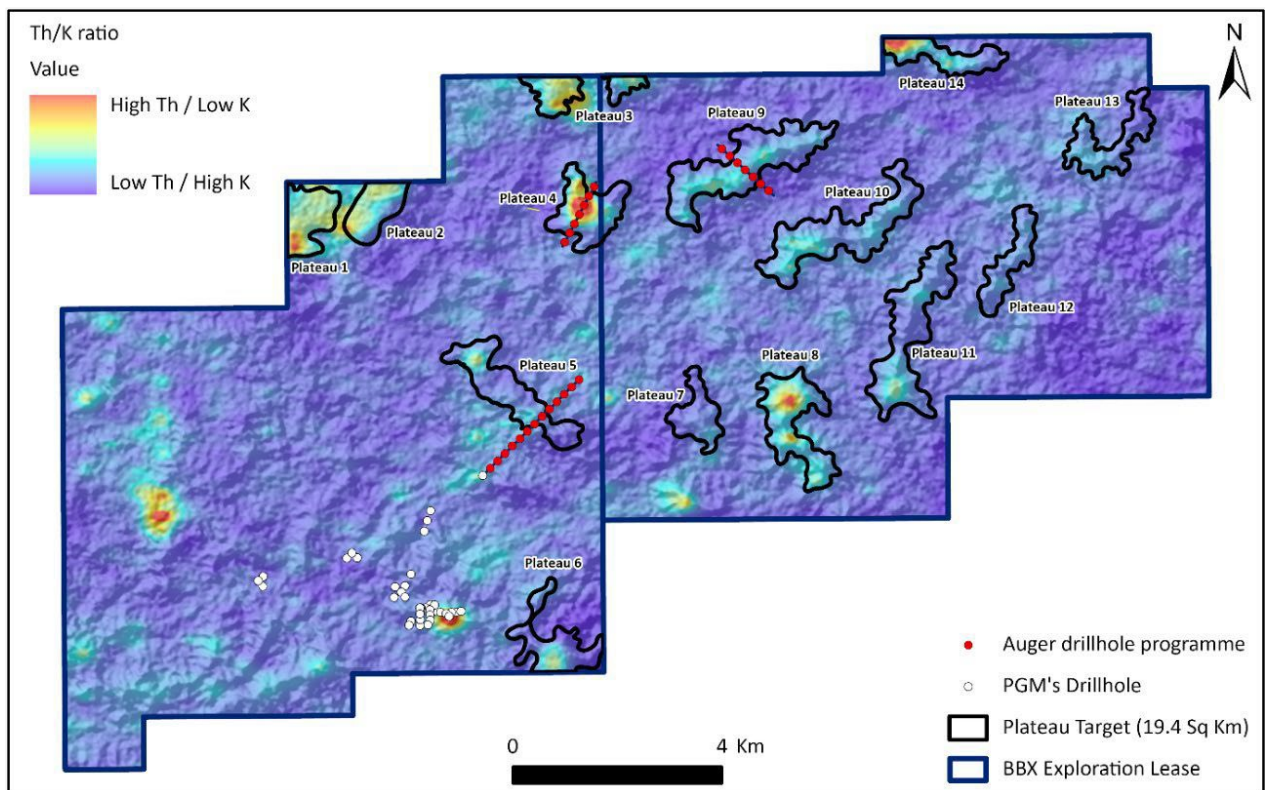 Th/K ratio
Value
High Th / Low K
Low Th / High K
N
Plateau 14
Plateau 13
Plateau 3
Plateau 9
Plateau 4
Plateau 10
Plateau 2
Plateau 1
Plateau 12
Plateau 5
Plateau 8
Plateau 11
Plateau 7
Plateau 6
Auger drillhole programme
PGM's Drillhole
Plateau Target (19.4 Sq Km)
BBX Exploration Lease
0 4 Km